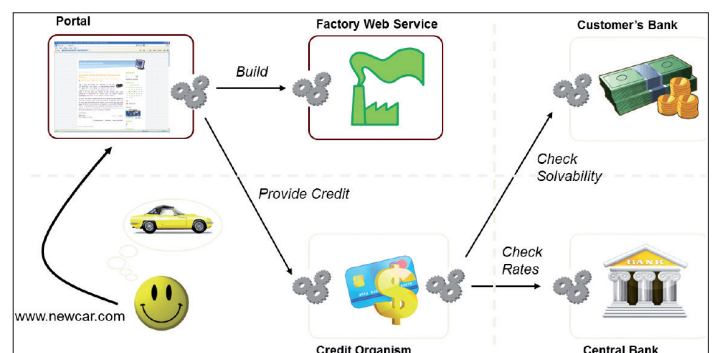 Portal
Factory Web Service
Customer's Bank
Build
Check
Solvability
Provide Credit
Check
Rates
BANK
www.newcar.com
Credit Organism
Central Bank